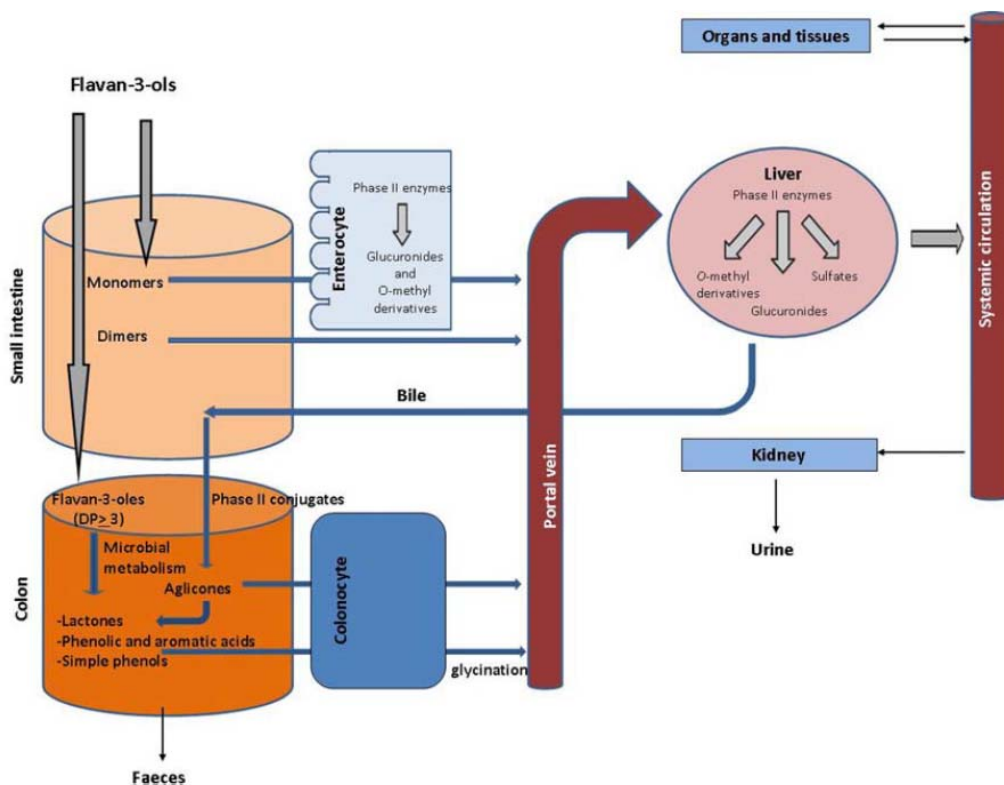 Organs and tissues
Flavan-3-ols
Small intestine
Monomers
Dimers
Enterocyte
Phase II enzymes
Glucuronides
and
O-methyl
derivatives
Liver
Phase II enzymes
O-methyl
derivatives
Sulfates
Glucuronides
Systemic circulation
Bile
Portal vein
Kidney
Urine
Colon
Flavan-3-oles
(DP≥3)
Phase II conjugates
Microbial
metabolism
Aglicones
-Lactones
-Phenolic and aromatic acids
-Simple phenols
Colonocyte
glycination
Faeces